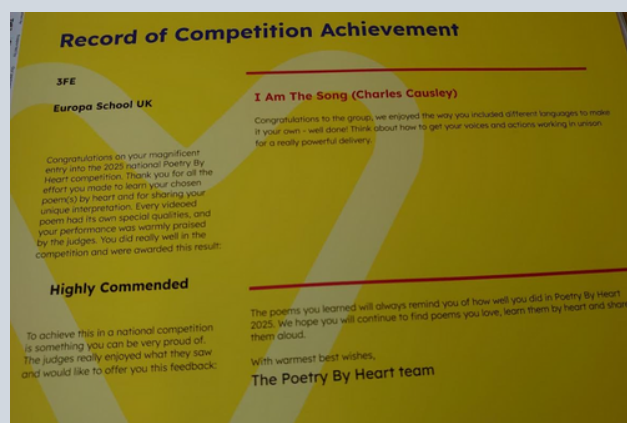 Record of Competition Achievement
3FE
Europa School UK
Congratulations on your magnificent
entry into the 2025 national Poetry By
Heart competition. Thank you for all the
effort you made to learn your chosen
poem(s) by heart and for sharing your
unique interpretation. Every videoed
poem had its own special qualities, and
your performance was warmly praised
by the judges. You did really well in the
competition and were awarded this result:
Highly Commended
To achieve this in a national competition
is something you can be very proud of.
The judges really enjoyed what they saw
and would like to offer you this feedback:
I Am The Song (Charles Causley)
Congratulations to the group, we enjoyed the way you included different languages to make
it your own - well done! Think about how to get your voices and actions working in unison
for a really powerful delivery.
The poems you learned will always remind you of how well you did in Poetry By Heart
2025. We hope you will continue to find poems you love, learn them by heart and share
them aloud.
With warmest best wishes,
The Poetry By Heart team